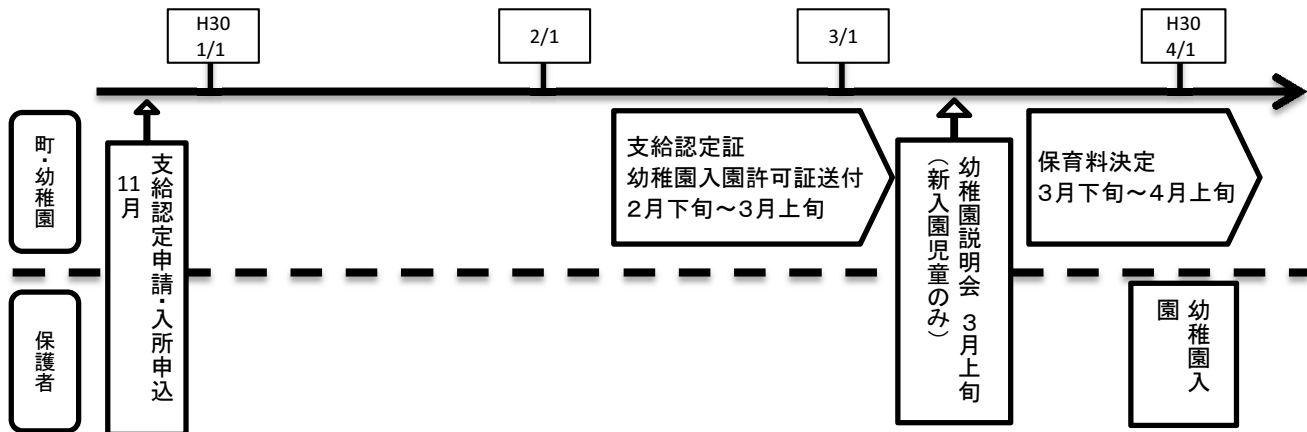 H30
1/1
2/1
3/1
H30
4/1
町・幼稚園
支給認定申請・入所申込
11月
支給認定証
幼稚園入園許可証送付
２月下旬～３月上旬
幼稚園説明会 ３月上旬
（新入園児童のみ）
保育料決定
３月下旬～４月上旬
保護者
幼稚園入
園